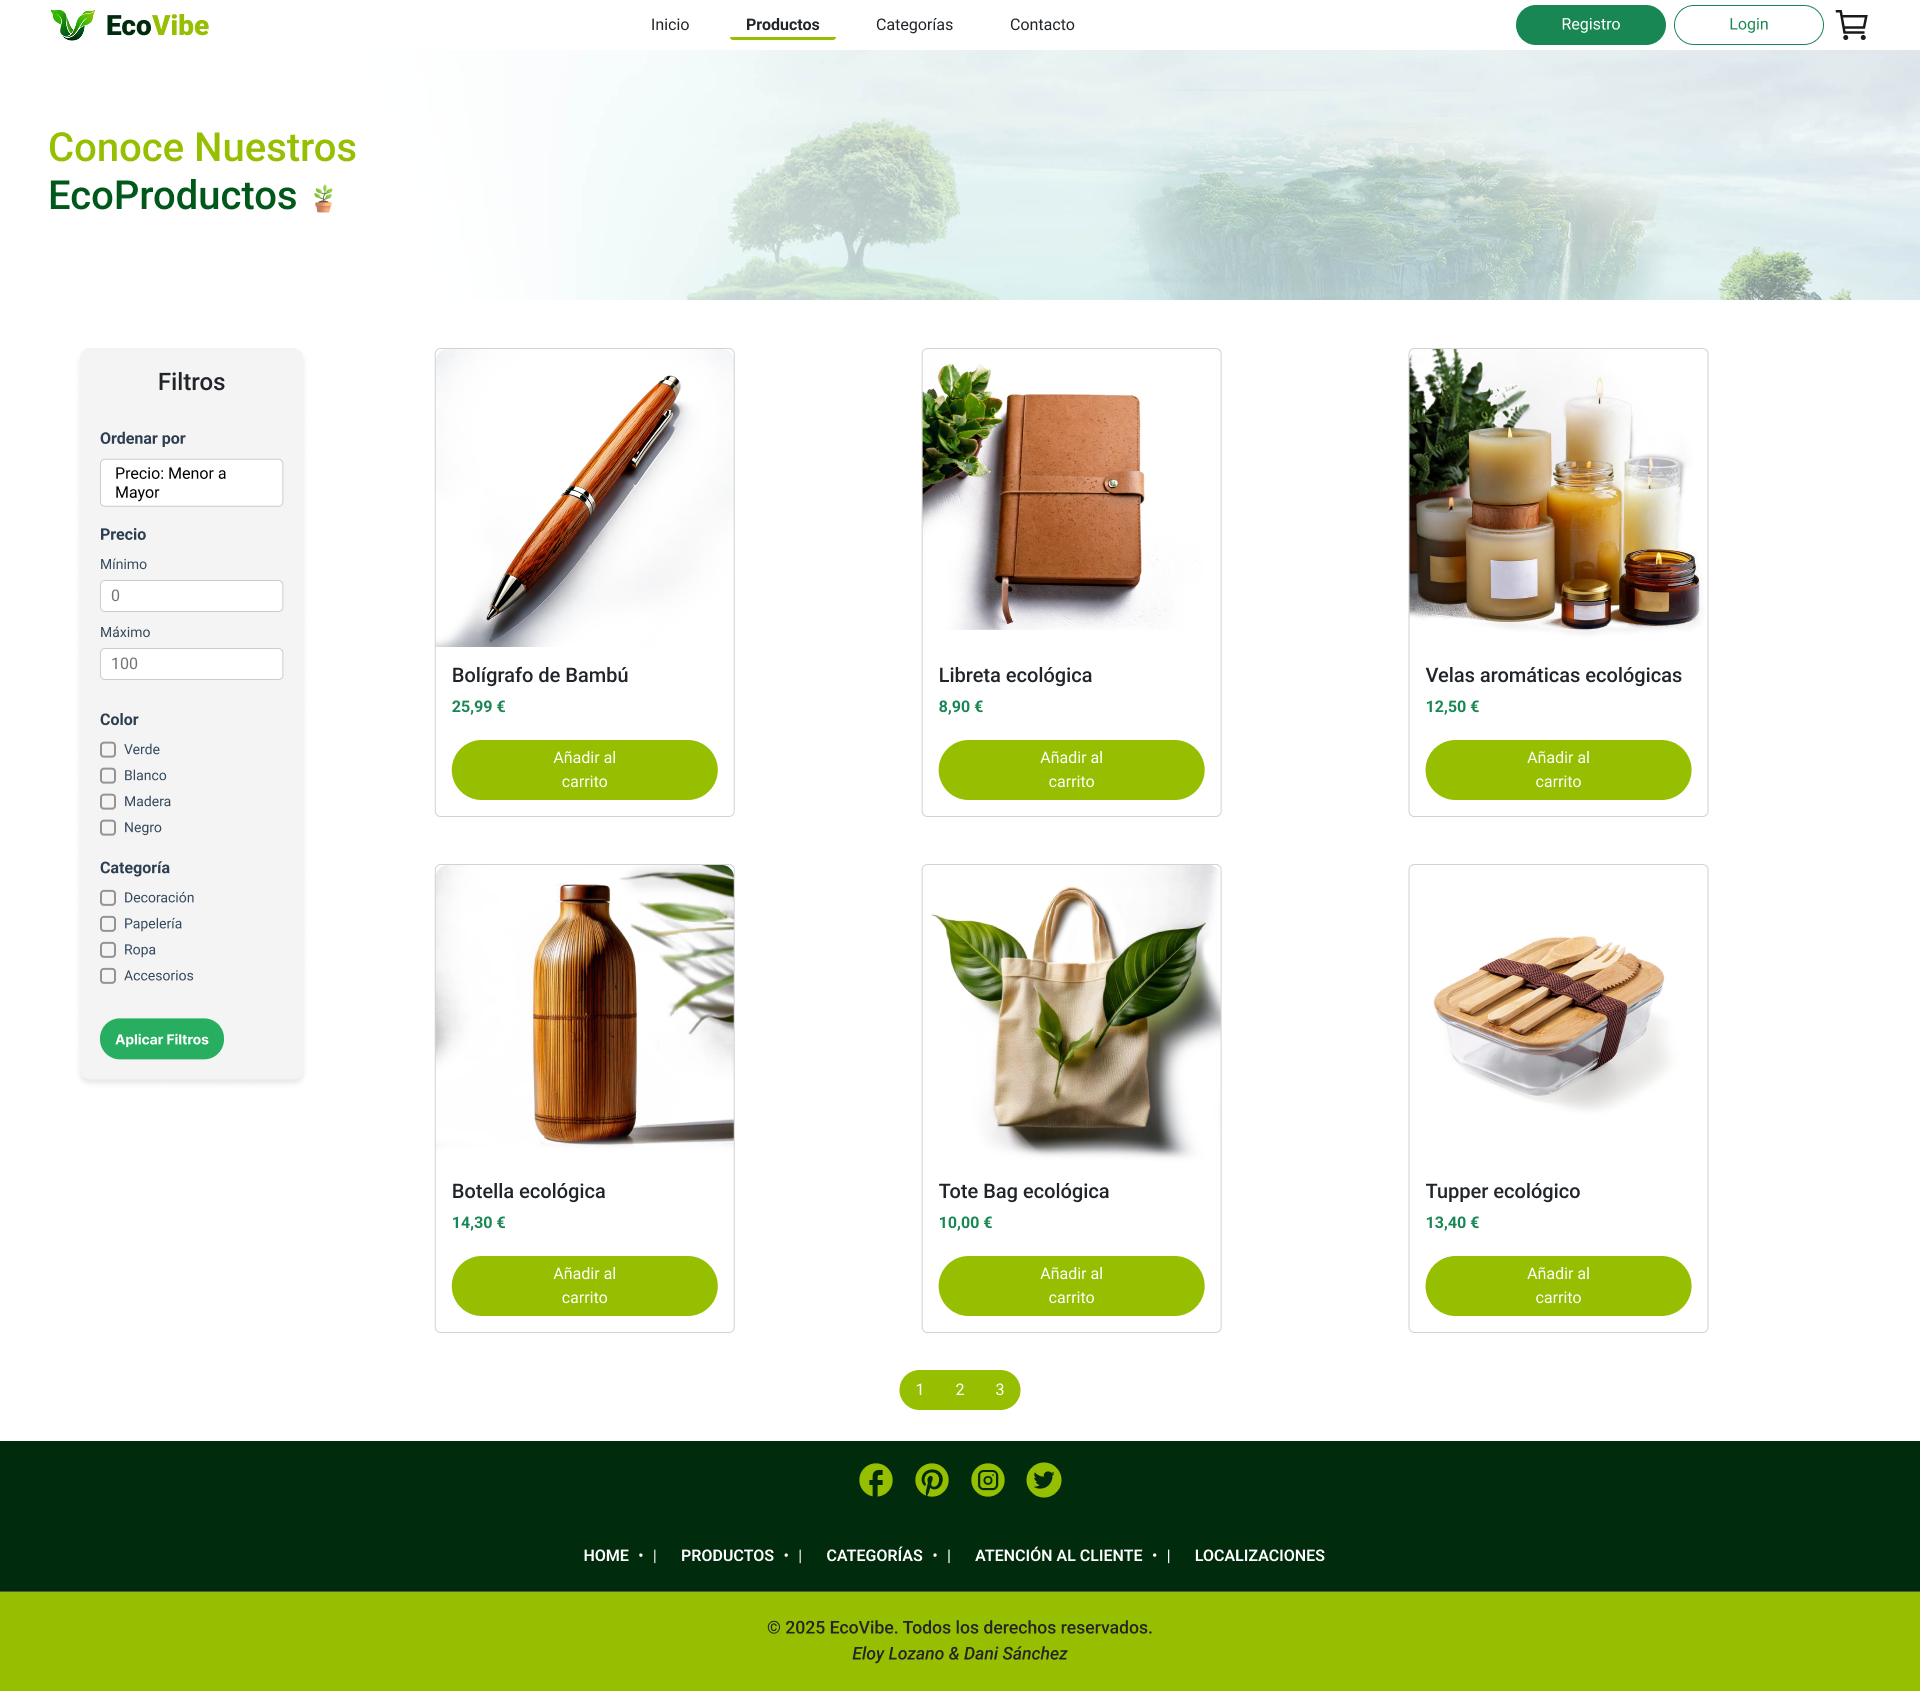 EcoVibe
Inicio
Productos
Categorías
Contacto
Registro
Login
Conoce Nuestros
EcoProductos
Filtros
Ordenar por
Precio: Menor a
Mayor
Precio
Mínimo
0
Máximo
100
Color
Verde
Blanco
Madera
Negro
Categoría
Decoración
Papelería
Ropa
Accesorios
Aplicar Filtros
Bolígrafo de Bambú
25,99 €
Añadir al
carrito
Libreta ecológica
8,90 €
Añadir al
carrito
Velas aromáticas ecológicas
12,50 €
Añadir al
carrito
Botella ecológica
14,30 €
Añadir al
carrito
Tote Bag ecológica
10,00 €
Añadir al
carrito
Tupper ecológico
13,40 €
Añadir al
carrito
1 2 3
HOME • | PRODUCTOS • | CATEGORÍAS • | ATENCIÓN AL CLIENTE • | LOCALIZACIONES
© 2025 EcoVibe. Todos los derechos reservados.
Eloy Lozano & Dani Sánchez